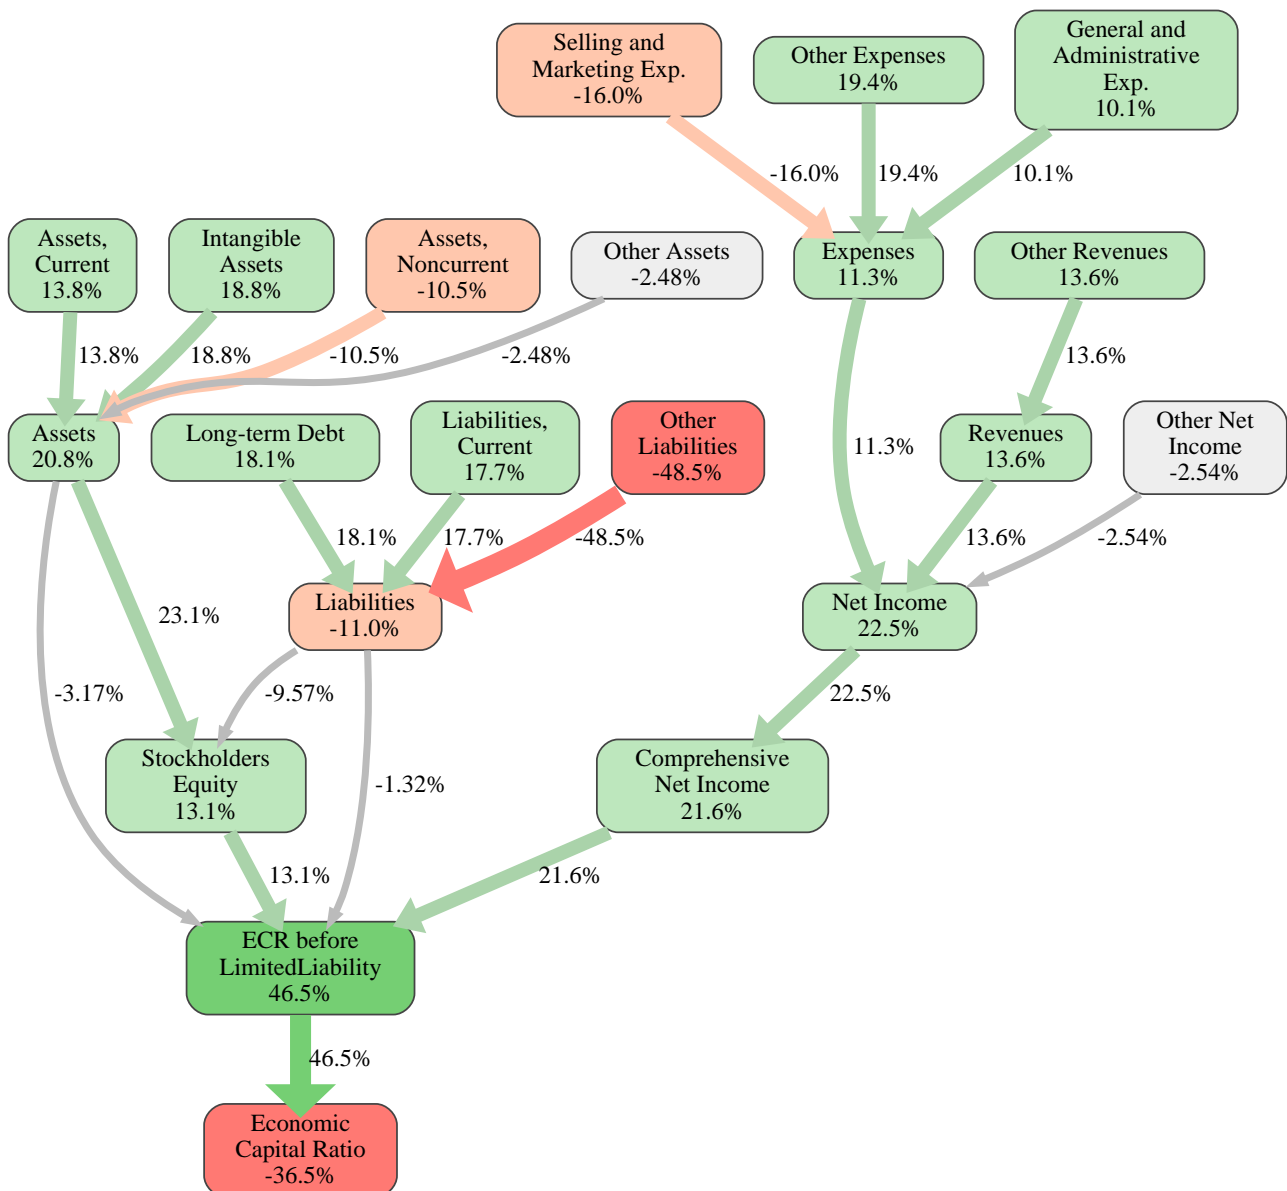 Selling and
Marketing Exp.
-16.0%
Other Expenses
19.4%
General and
Administrative
Exp.
10.1%
-16.0%
19.4%
10.1%
Assets,
Current
13.8%
Intangible
Assets
18.8%
Assets,
Noncurrent
-10.5%
Other Assets
-2.48%
Expenses
11.3%
Other Revenues
13.6%
13.8%
18.8%
-10.5%
-2.48%
13.6%
Assets
20.8%
Long-term Debt
18.1%
Liabilities,
Current
17.7%
Other
Liabilities
-48.5%
11.3%
Revenues
13.6%
Other Net
Income
-2.54%
18.1%
17.7%
-48.5%
13.6%
-2.54%
23.1%
Liabilities
-11.0%
Net Income
22.5%
-3.17%
-9.57%
22.5%
Stockholders
Equity
13.1%
-1.32%
Comprehensive
Net Income
21.6%
13.1%
21.6%
ECR before
LimitedLiability
46.5%
46.5%
Economic
Capital Ratio
-36.5%